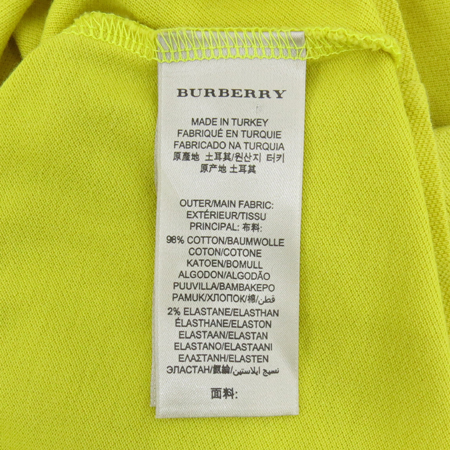 BURBERRY
MADE IN TURKEY
FABRIQUÉ EN TURQUIE
FABRICADO NA TURQUIA
原產地 土耳其/원산지 터키
原产地 土耳其
OUTER/MAIN FABRIC:
EXTÉRIEUR/TISSU
PRINCIPAL: 布料:
98% COTTON/BAUMWOLLE
COTON/COTONE
KATOEN/BOMULL
ALGODON/ALGODÃO
PUUVILLA/ΒΑΜΒΑΚΕΡΟ
PAMUK/ХЛОПОК/棉/قطن
2% ELASTANE/ELASTHAN
ÉLASTHANNE/ELASTON
ELASTAAN/ELASTAN
ELASTANO/ELASTAANI
ΕΛΑΣΤΑΝΗ/ELASTEN
ЭЛАСТАН/氨綸/نسيج ايلاستين
面料: